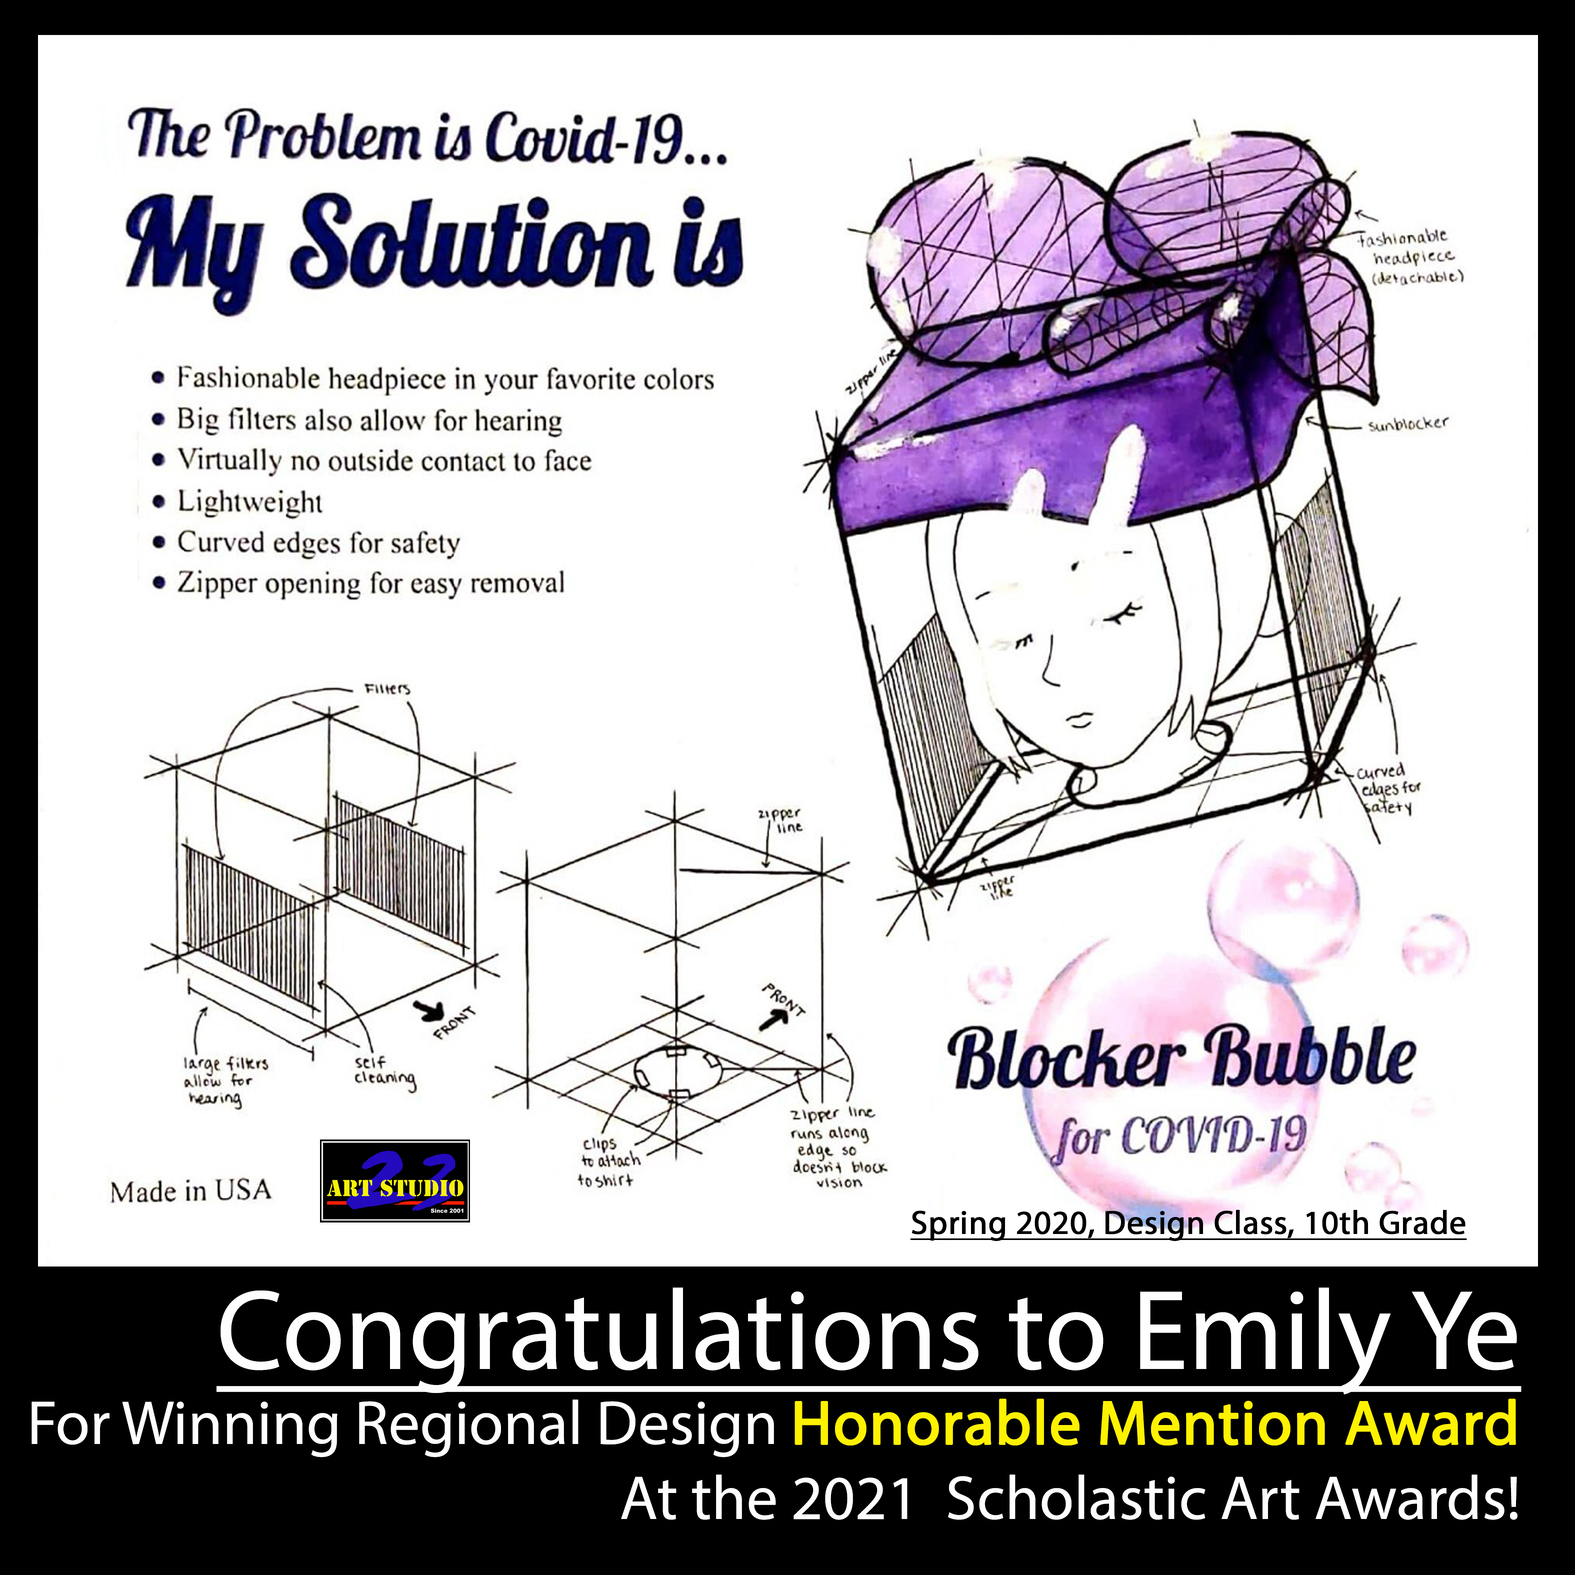 The Problem is Covid-19...
My Solution is
• Fashionable headpiece in your favorite colors
• Big filters also allow for hearing
• Virtually no outside contact to face
• Lightweight
• Curved edges for safety
• Zipper opening for easy removal
fashionable
headpiece
(detachable)
zipper line
sunblocker
curved
edges for
safety
zipper
line
Filters
FRONT
large filters
allow for
hearing
self
cleaning
zipper
line
FRONT
clips
to attach
to shirt
zipper line
runs along
edge so
doesn't block
vision
Blocker Bubble
for COVID-19
Made in USA
23
ART STUDIO
Since 2001
Spring 2020, Design Class, 10th Grade
Congratulations to Emily Ye
For Winning Regional Design Honorable Mention Award
At the 2021 Scholastic Art Awards!